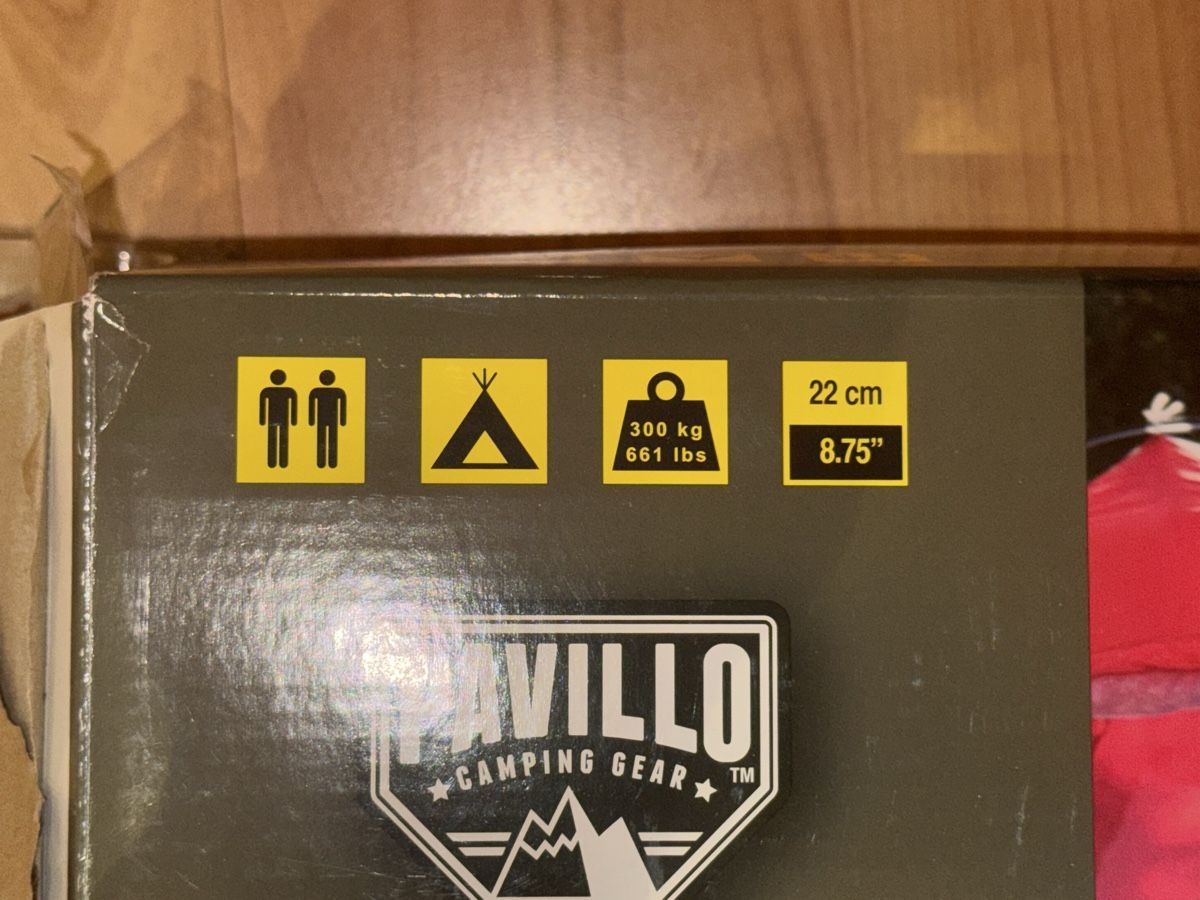 300 kg
661 lbs
22 cm
8.75”
PAVILLO
CAMPING GEAR
TM